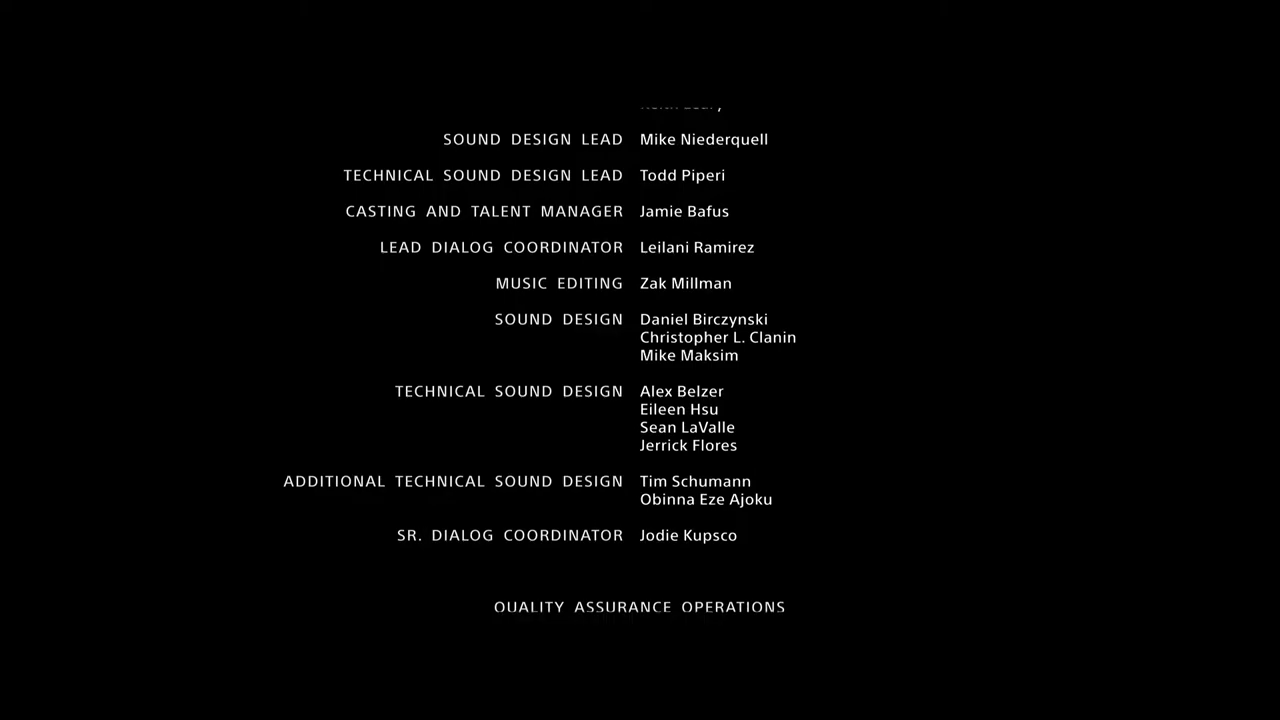 SOUND DESIGN LEAD Mike Niederquell
TECHNICAL SOUND DESIGN LEAD Todd Piperi
CASTING AND TALENT MANAGER Jamie Bafus
LEAD DIALOG COORDINATOR Leilani Ramirez
MUSIC EDITING Zak Millman
SOUND DESIGN Daniel Birczynski
Christopher L. Clanin
Mike Maksim
TECHNICAL SOUND DESIGN Alex Belzer
Eileen Hsu
Sean LaValle
Jerrick Flores
ADDITIONAL TECHNICAL SOUND DESIGN Tim Schumann
Obinna Eze Ajoku
SR. DIALOG COORDINATOR Jodie Kupsco
QUALITY ASSURANCE OPERATIONS